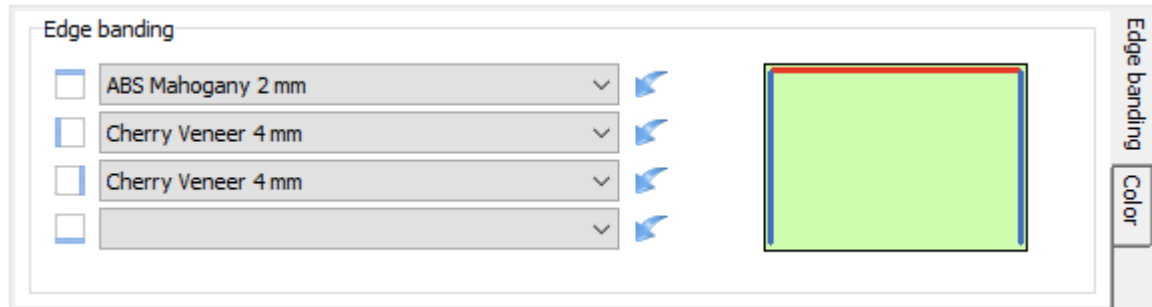 Edge banding
ABS Mahogany 2 mm
Cherry Veneer 4 mm
Cherry Veneer 4 mm
Edge banding
Color